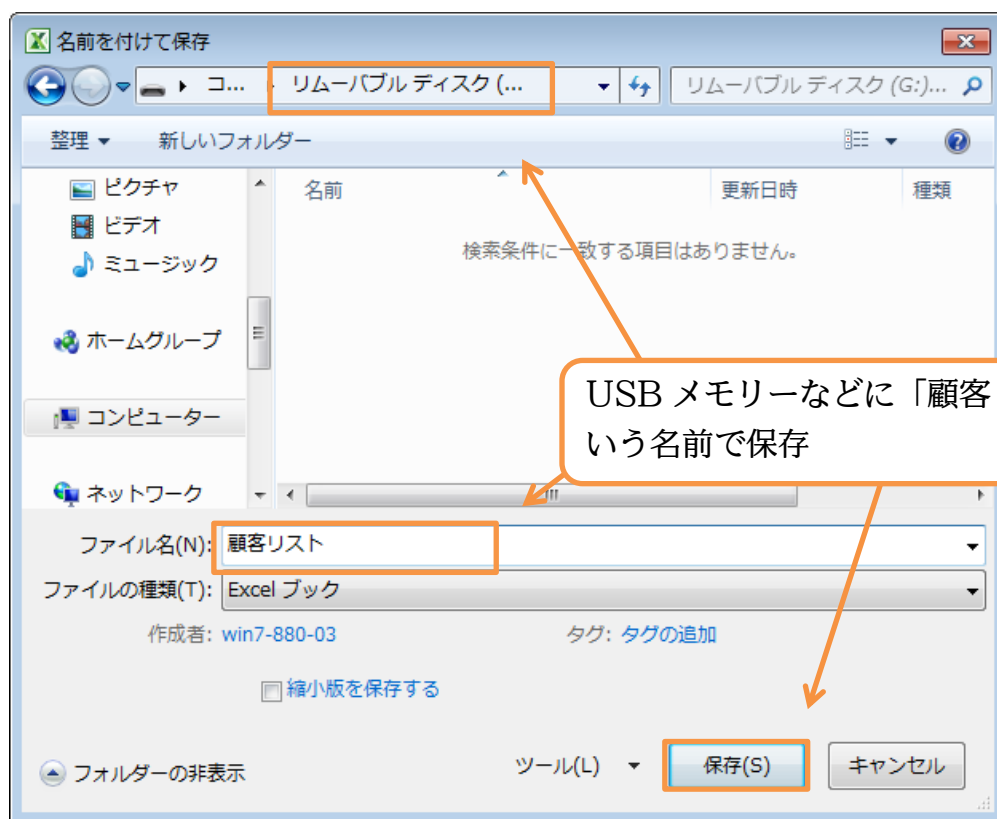 名前を付けて保存
コ... リムーバブル ディスク (... リムーバブル ディスク (G:)...
整理 新しいフォルダー
ピクチャ 名前 更新日時 種類
ビデオ
検索条件に一致する項目はありません。
ミュージック
ホームグループ
コンピューター
USB メモリーなどに「顧客
いう名前で保存
ネットワーク
ファイル名(N): 顧客リスト
ファイルの種類(T): Excel ブック
作成者: win7-880-03 タグ: タグの追加
縮小版を保存する
フォルダーの非表示 ツール(L) 保存(S) キャンセル